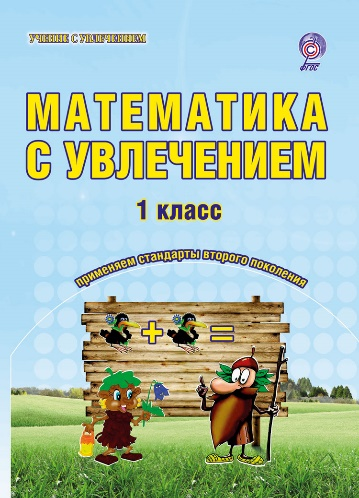 УЧЕНИЕ С УВЛЕЧЕНИЕМ
ФГОС
МАТЕМАТИКА
С УВЛЕЧЕНИЕМ
1 класс
применяем стандарты второго поколения
+ =